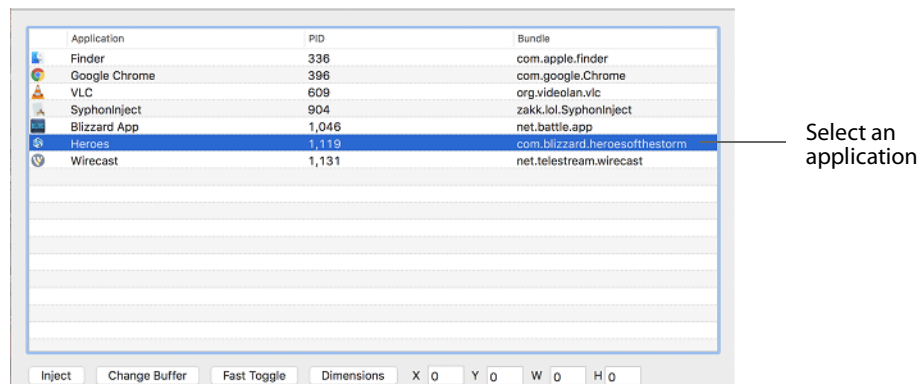 Application PID Bundle
Finder 336 com.apple.finder
Google Chrome 396 com.google.Chrome
VLC 609 org.videolan.vlc
SyphonInject 904 zakk.lol.SyphonInject
Blizzard App 1,046 net.battle.app
Heroes 1,119 com.blizzard.heroesofthestorm
Wirecast 1,131 net.telestream.wirecast
Select an
application
Inject Change Buffer Fast Toggle Dimensions X 0 Y 0 W 0 H 0